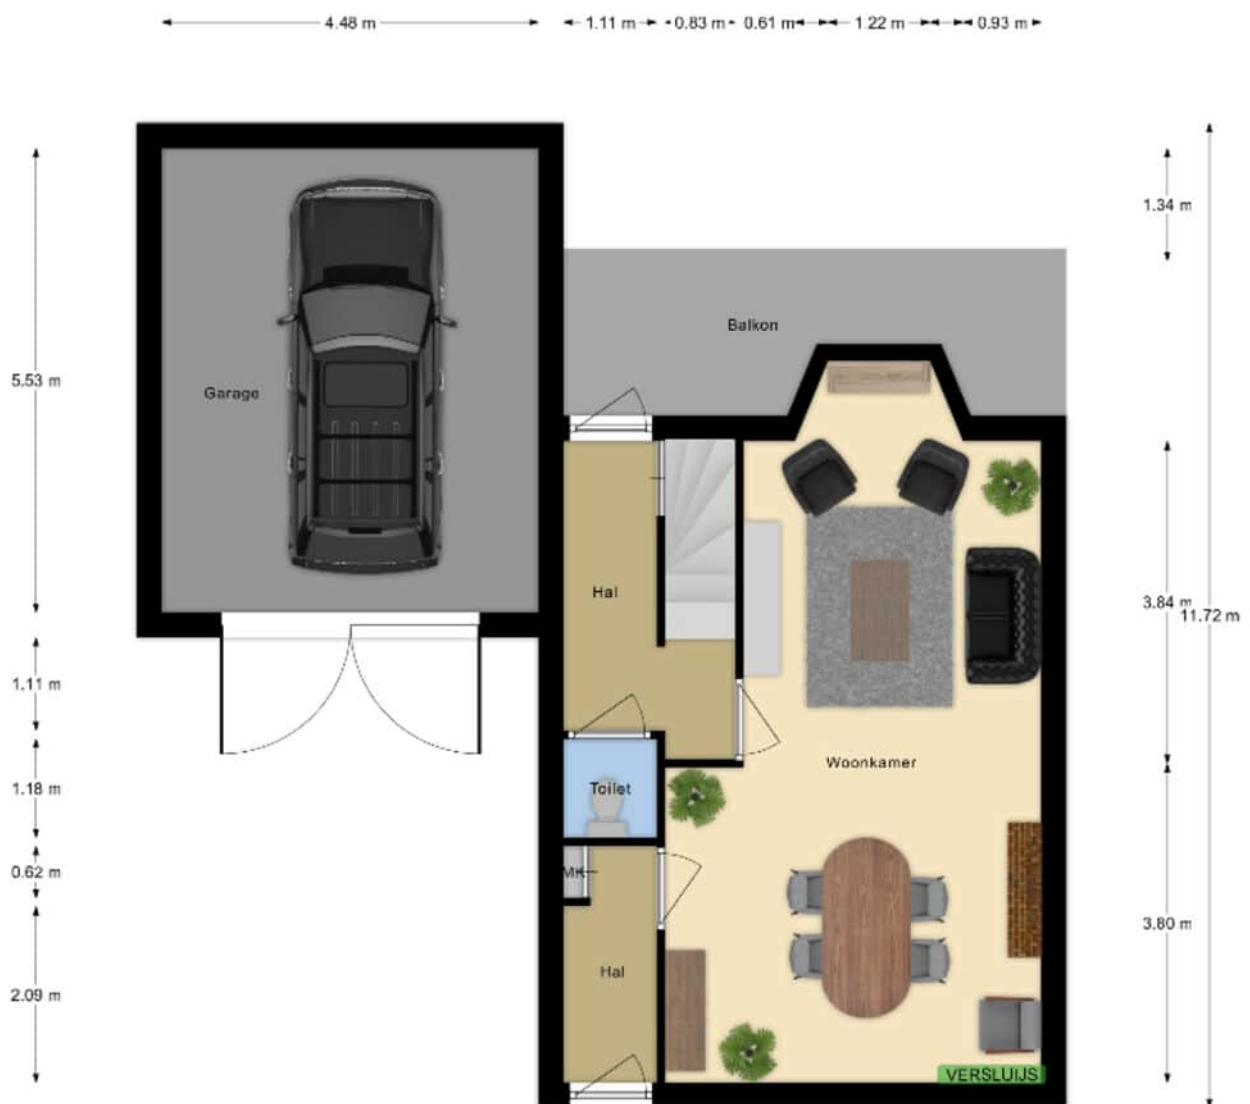 4.48 m 1.11 m 0.83 m 0.61 m 1.22 m 0.93 m
1.34 m
Balkon
5.53 m
Garage
Hal
3.84 m
11.72 m
1.11 m
Woonkamer
1.18 m
Toilet
0.62 m
MK
3.80 m
Hal
2.09 m
VERSLUIJS